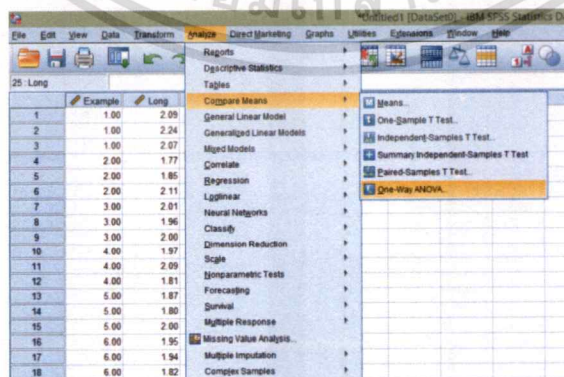 *Untitled1 [DataSet0] - IBM SPSS Statistics D
File Edit View Data Transform Analyze Direct Marketing Graphs Utilities Extensions Window Help
25 : Long
Example Long
1 1.00 2.09
2 1.00 2.24
3 1.00 2.07
4 2.00 1.77
5 2.00 1.85
6 2.00 2.11
7 3.00 2.01
8 3.00 1.96
9 3.00 2.00
10 4.00 1.97
11 4.00 2.09
12 4.00 1.81
13 5.00 1.87
14 5.00 1.80
15 5.00 2.00
16 6.00 1.95
17 6.00 1.94
18 6.00 1.82
Reports
Descriptive Statistics
Tables
Compare Means
General Linear Model
Generalized Linear Models
Mixed Models
Correlate
Regression
Loglinear
Neural Networks
Classify
Dimension Reduction
Scale
Nonparametric Tests
Forecasting
Survival
Multiple Response
Missing Value Analysis...
Multiple Imputation
Complex Samples
Means...
One-Sample T Test...
Independent-Samples T Test...
Summary Independent-Samples T Test
Paired-Samples T Test...
One-Way ANOVA...